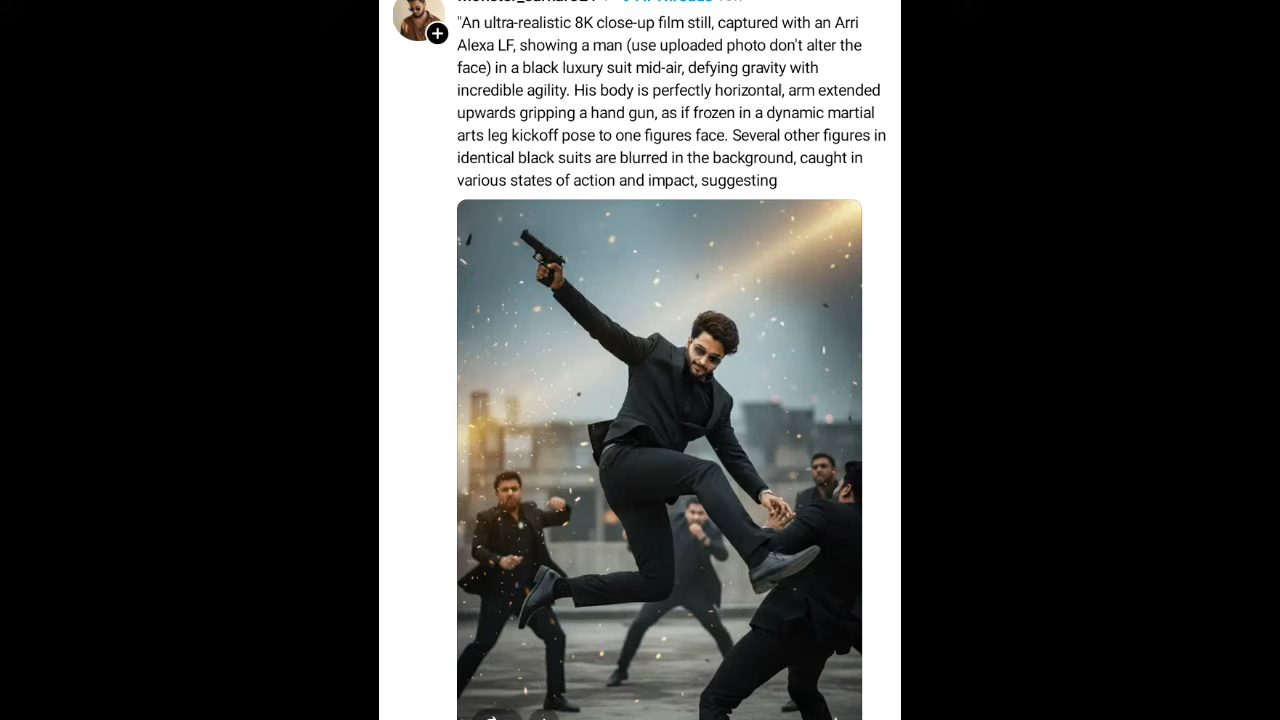 "An ultra-realistic 8K close-up film still, captured with an Arri
Alexa LF, showing a man (use uploaded photo don't alter the
face) in a black luxury suit mid-air, defying gravity with
incredible agility. His body is perfectly horizontal, arm extended
upwards gripping a hand gun, as if frozen in a dynamic martial
arts leg kickoff pose to one figures face. Several other figures in
identical black suits are blurred in the background, caught in
various states of action and impact, suggesting